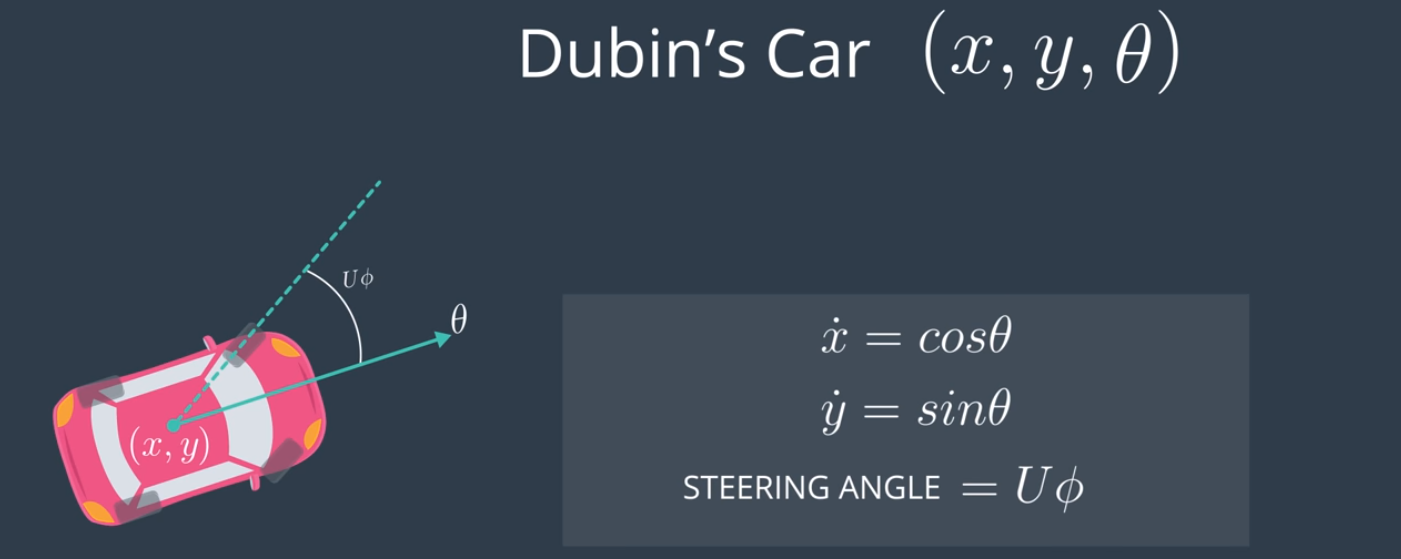 Dubin’s Car (x, y, θ)
Uϕ
θ
(x, y)
ẋ = cosθ
ẏ = sinθ
STEERING ANGLE = Uϕ